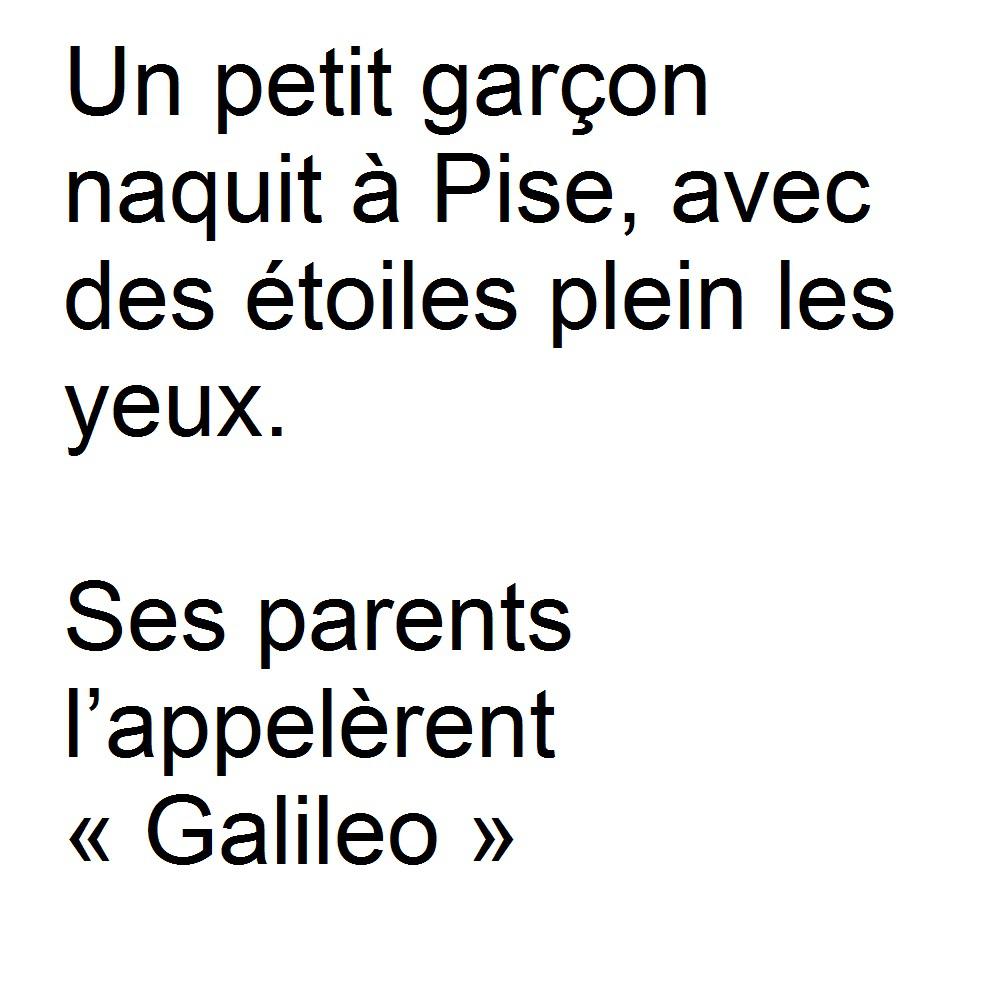 Un petit garçon
naquit à Pise, avec
des étoiles plein les
yeux.
Ses parents
l’appelèrent
« Galileo »